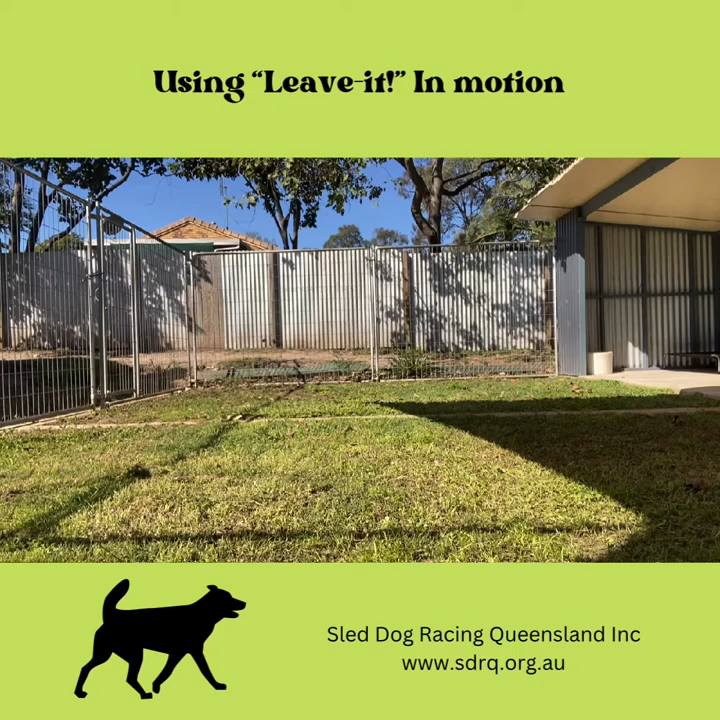 Using “Leave-it!” In motion
Sled Dog Racing Queensland Inc
www.sdrq.org.au